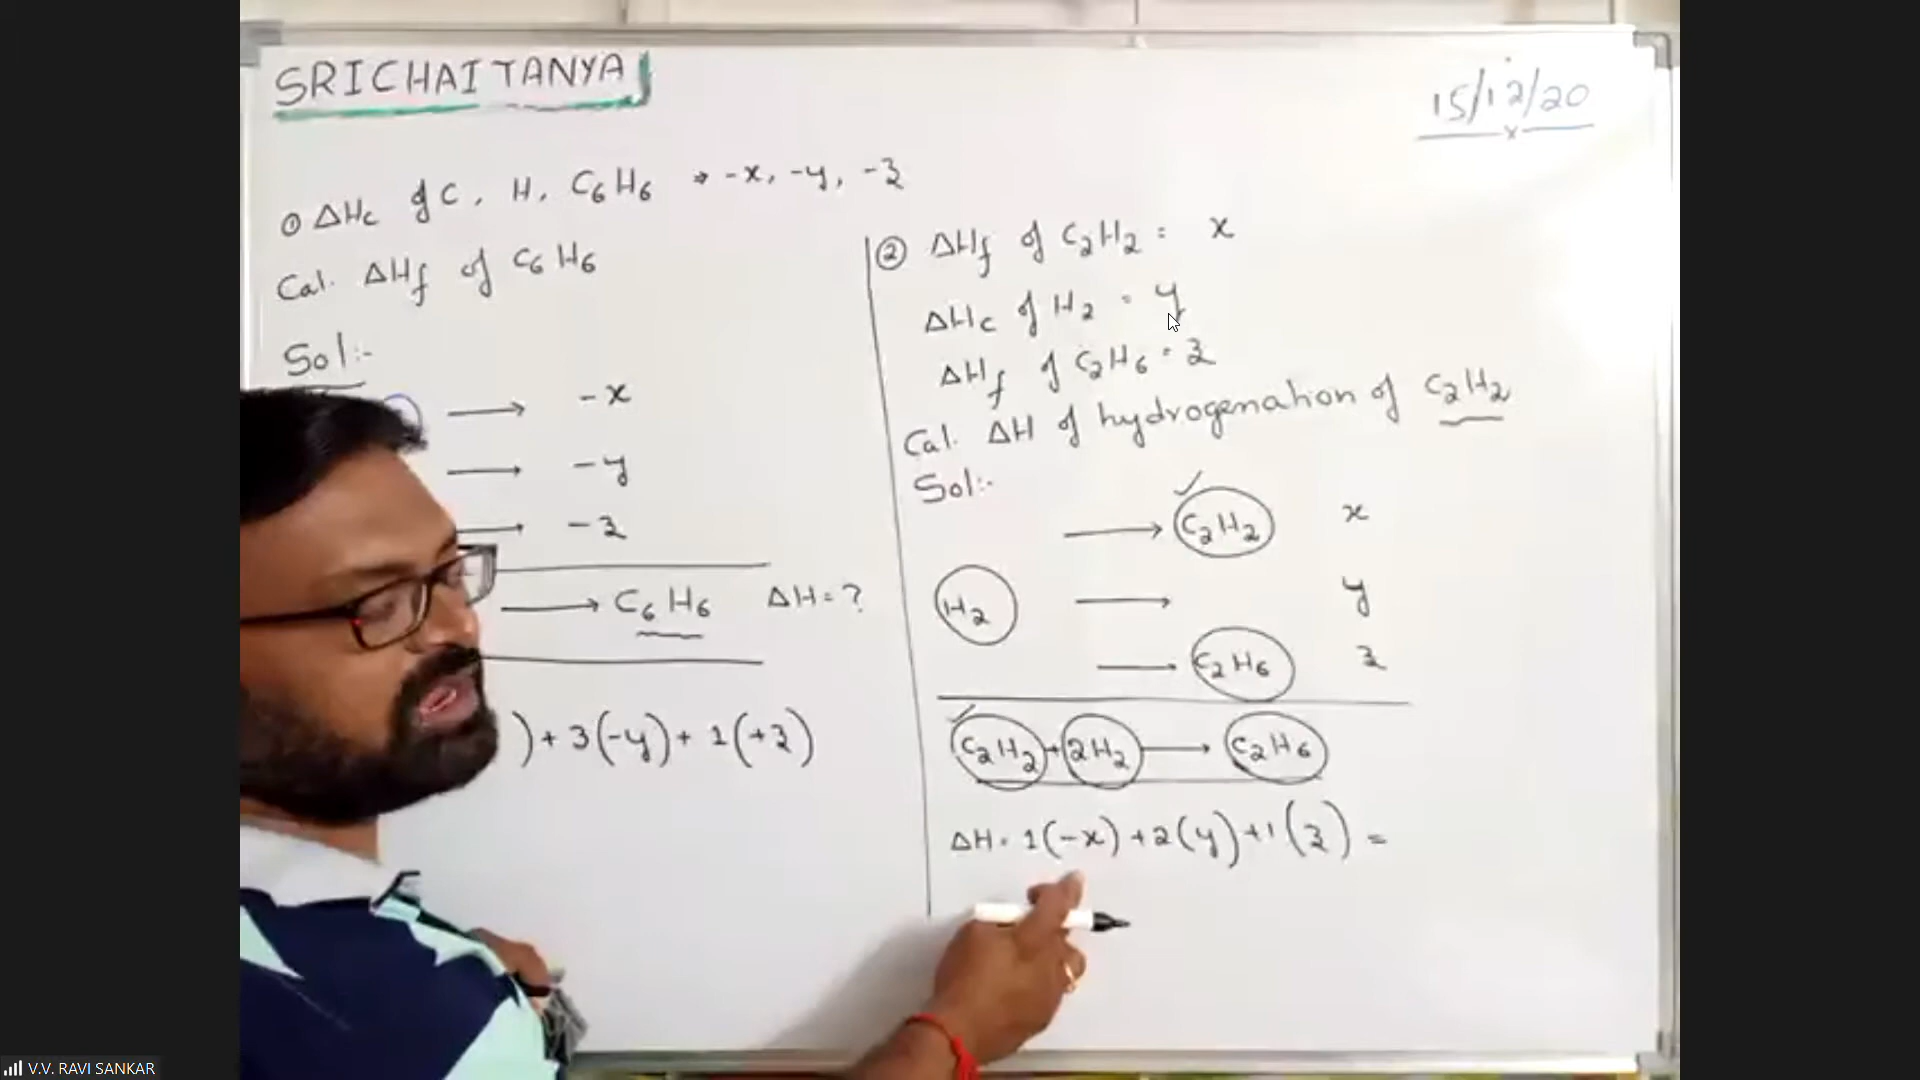 SRICHAITANYA
15/12/20
① ΔHc of C, H, C6H6 → -x, -y, -z
Cal. ΔHf of C6H6
Sol:-
→ -x
→ -y
→ -z
→ C6H6 ΔH = ?
) + 3(-y) + 1(+z)
② ΔHf of C2H2 = x
ΔHc of H2 = y
ΔHf of C2H6 = z
Cal. ΔH of hydrogenation of C2H2
Sol:-
→ C2H2 x
H2 → y
→ C2H6 z
C2H2 + 2H2 → C2H6
ΔH = 1(-x) + 2(y) + 1(z) =
V.V. RAVI SANKAR